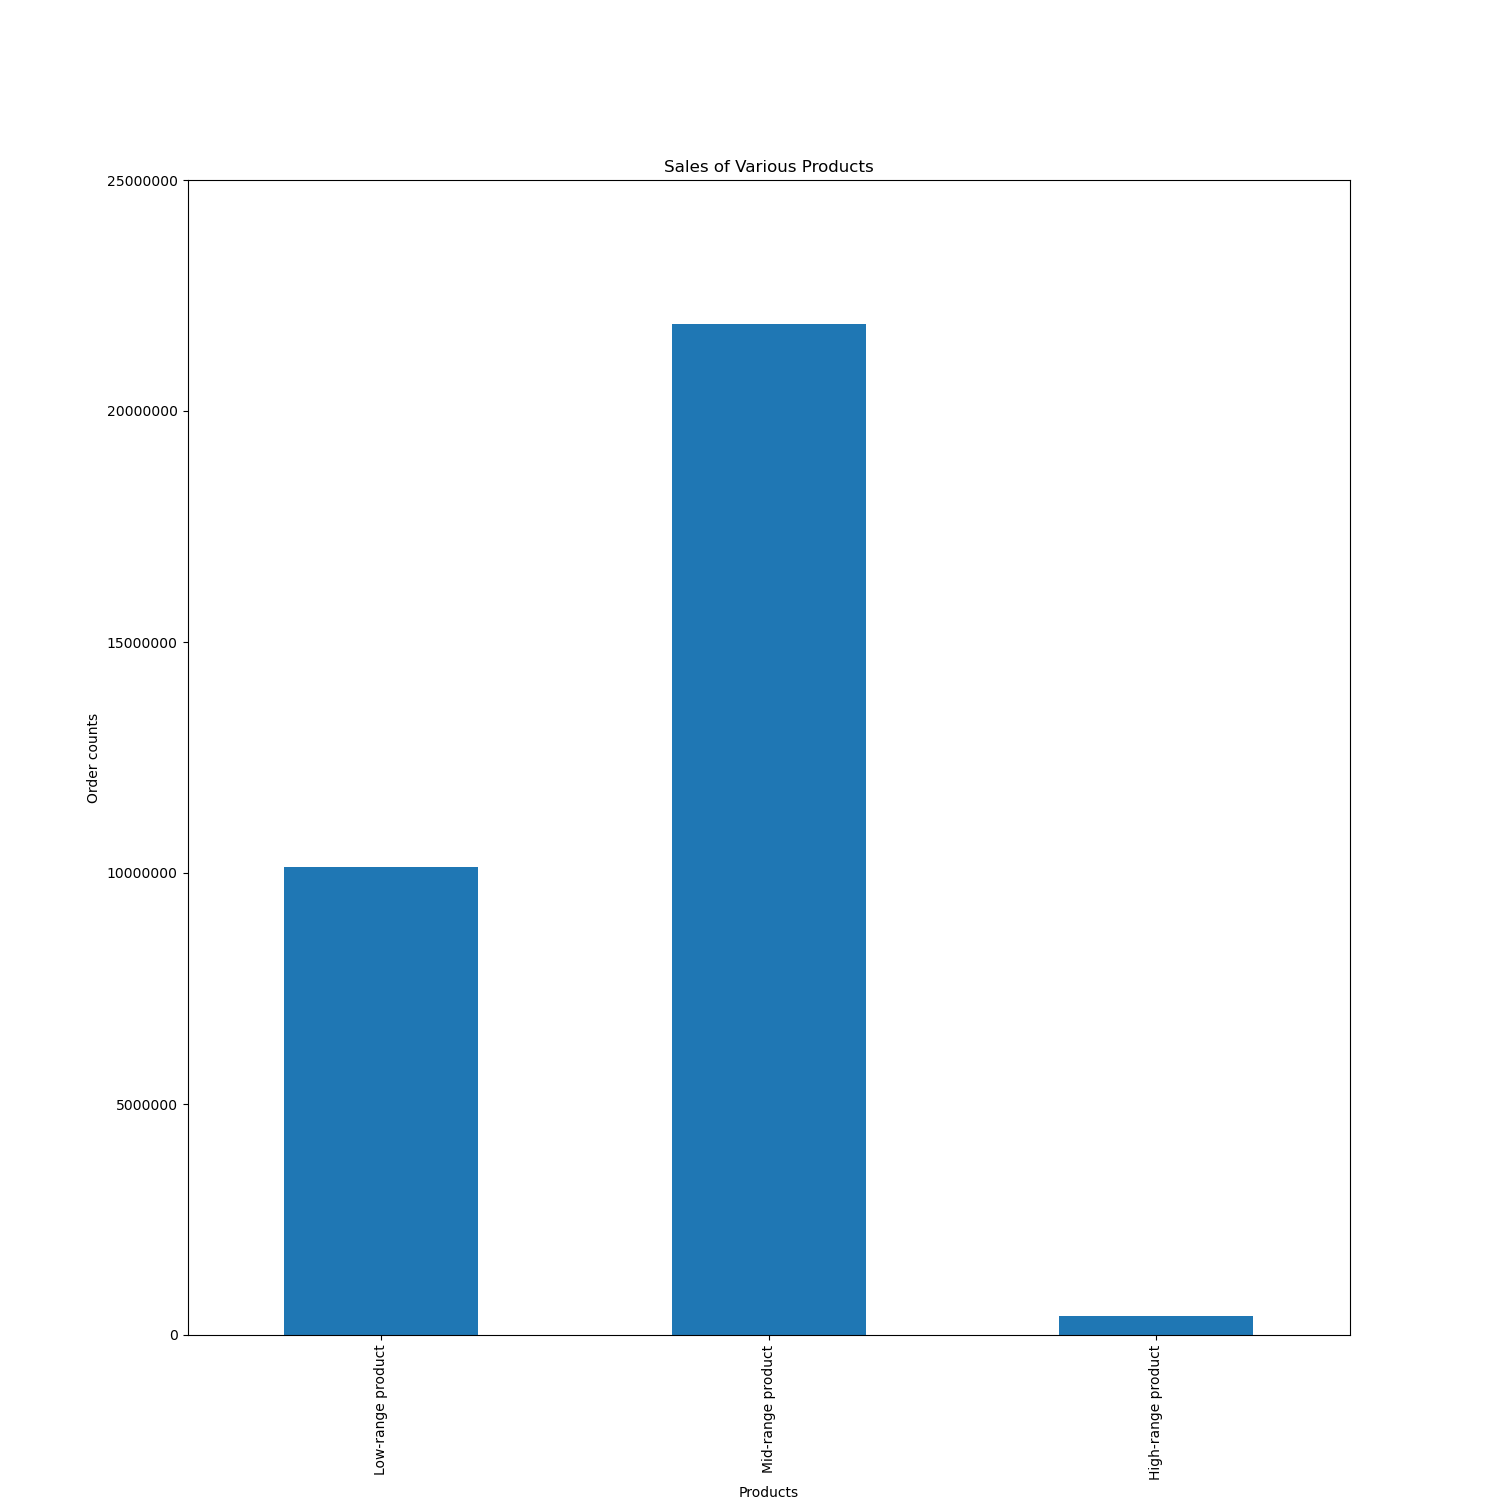 Sales of Various Products
25000000
20000000
15000000
10000000
5000000
0
Order counts
Low-range product
Mid-range product
High-range product
Products